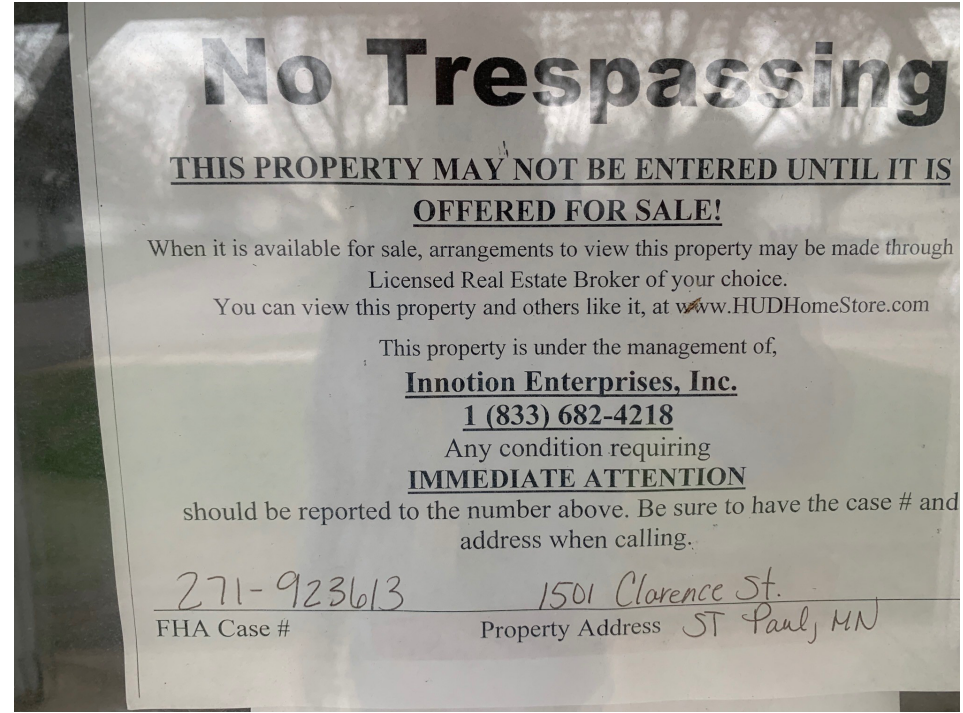 No Trespassing
THIS PROPERTY MAY NOT BE ENTERED UNTIL IT IS
OFFERED FOR SALE!
When it is available for sale, arrangements to view this property may be made through
Licensed Real Estate Broker of your choice.
You can view this property and others like it, at www.HUDHomeStore.com
This property is under the management of,
Innotion Enterprises, Inc.
1 (833) 682-4218
Any condition requiring
IMMEDIATE ATTENTION
should be reported to the number above. Be sure to have the case # and
address when calling.
271-923613 1501 Clarence St.
FHA Case # Property Address ST Paul, MN